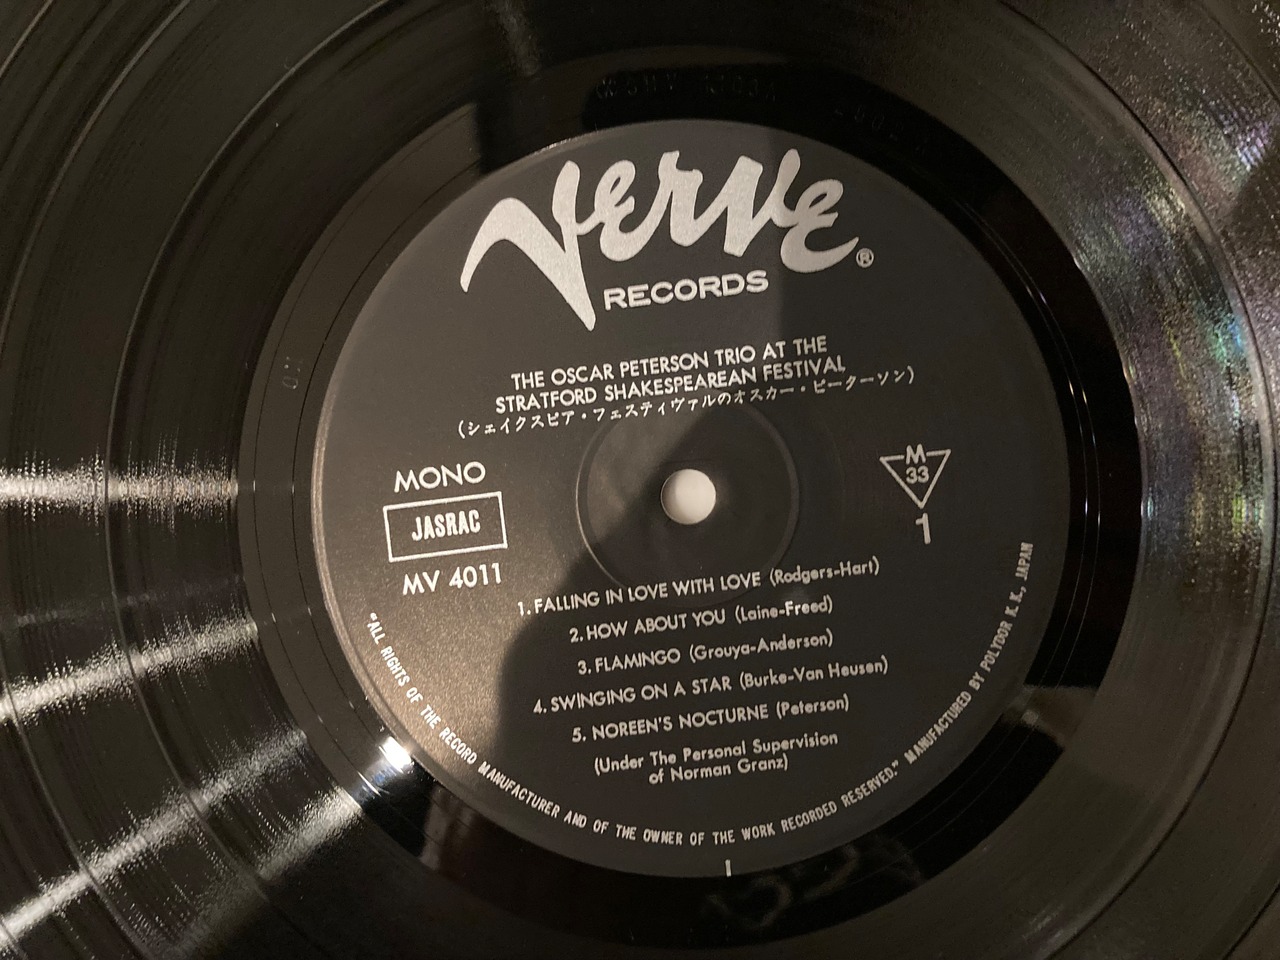 Verve®
RECORDS
THE OSCAR PETERSON TRIO AT THE
STRATFORD SHAKESPEAREAN FESTIVAL
(シェイクスピア・フェスティヴァルのオスカー・ピーターソン)
MONO
JASRAC
MV 4011
M
33
1
1. FALLING IN LOVE WITH LOVE (Rodgers-Hart)
2. HOW ABOUT YOU (Laine-Freed)
3. FLAMINGO (Grouya-Anderson)
4. SWINGING ON A STAR (Burke-Van Heusen)
5. NOREEN'S NOCTURNE (Peterson)
(Under The Personal Supervision
of Norman Granz)
"ALL RIGHTS OF THE RECORD MANUFACTURER AND OF THE OWNER OF THE WORK RECORDED RESERVED." MANUFACTURED BY POLYDOR K. K., JAPAN